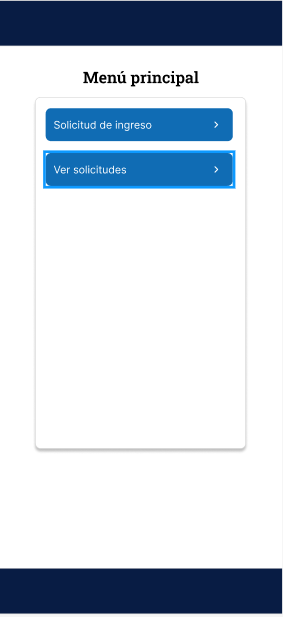 Menú principal
Solicitud de ingreso
Ver solicitudes